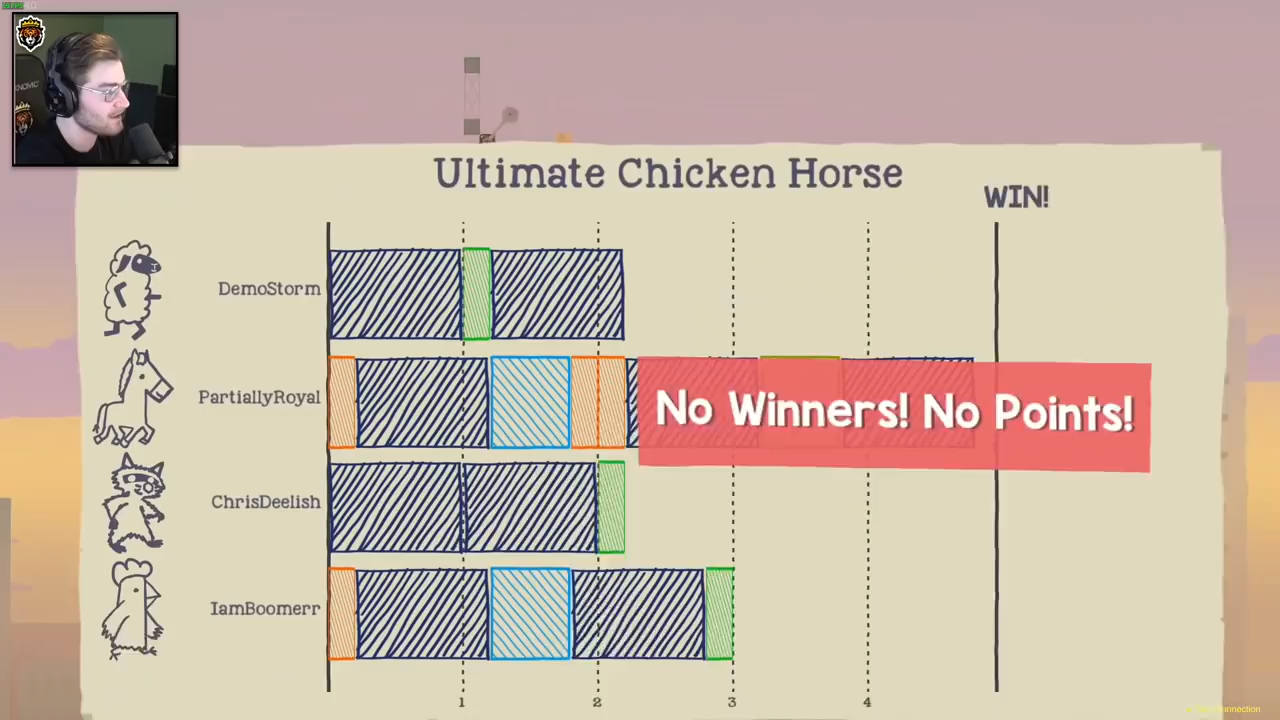 Ultimate Chicken Horse
WIN!
DemoStorm
PartiallyRoyal
No Winners! No Points!
ChrisDeelish
IamBoomerr
1 2 3 4